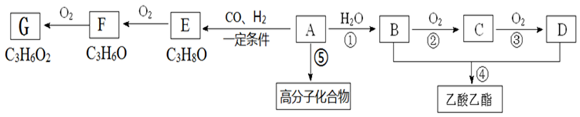 G O₂ F O₂ E CO、H₂ 一定条件 A H₂O ① B O₂ ② C O₂ ③ D
C₃H₆O₂ C₃H₆O C₃H₈O ⑤ ④
高分子化合物 乙酸乙酯